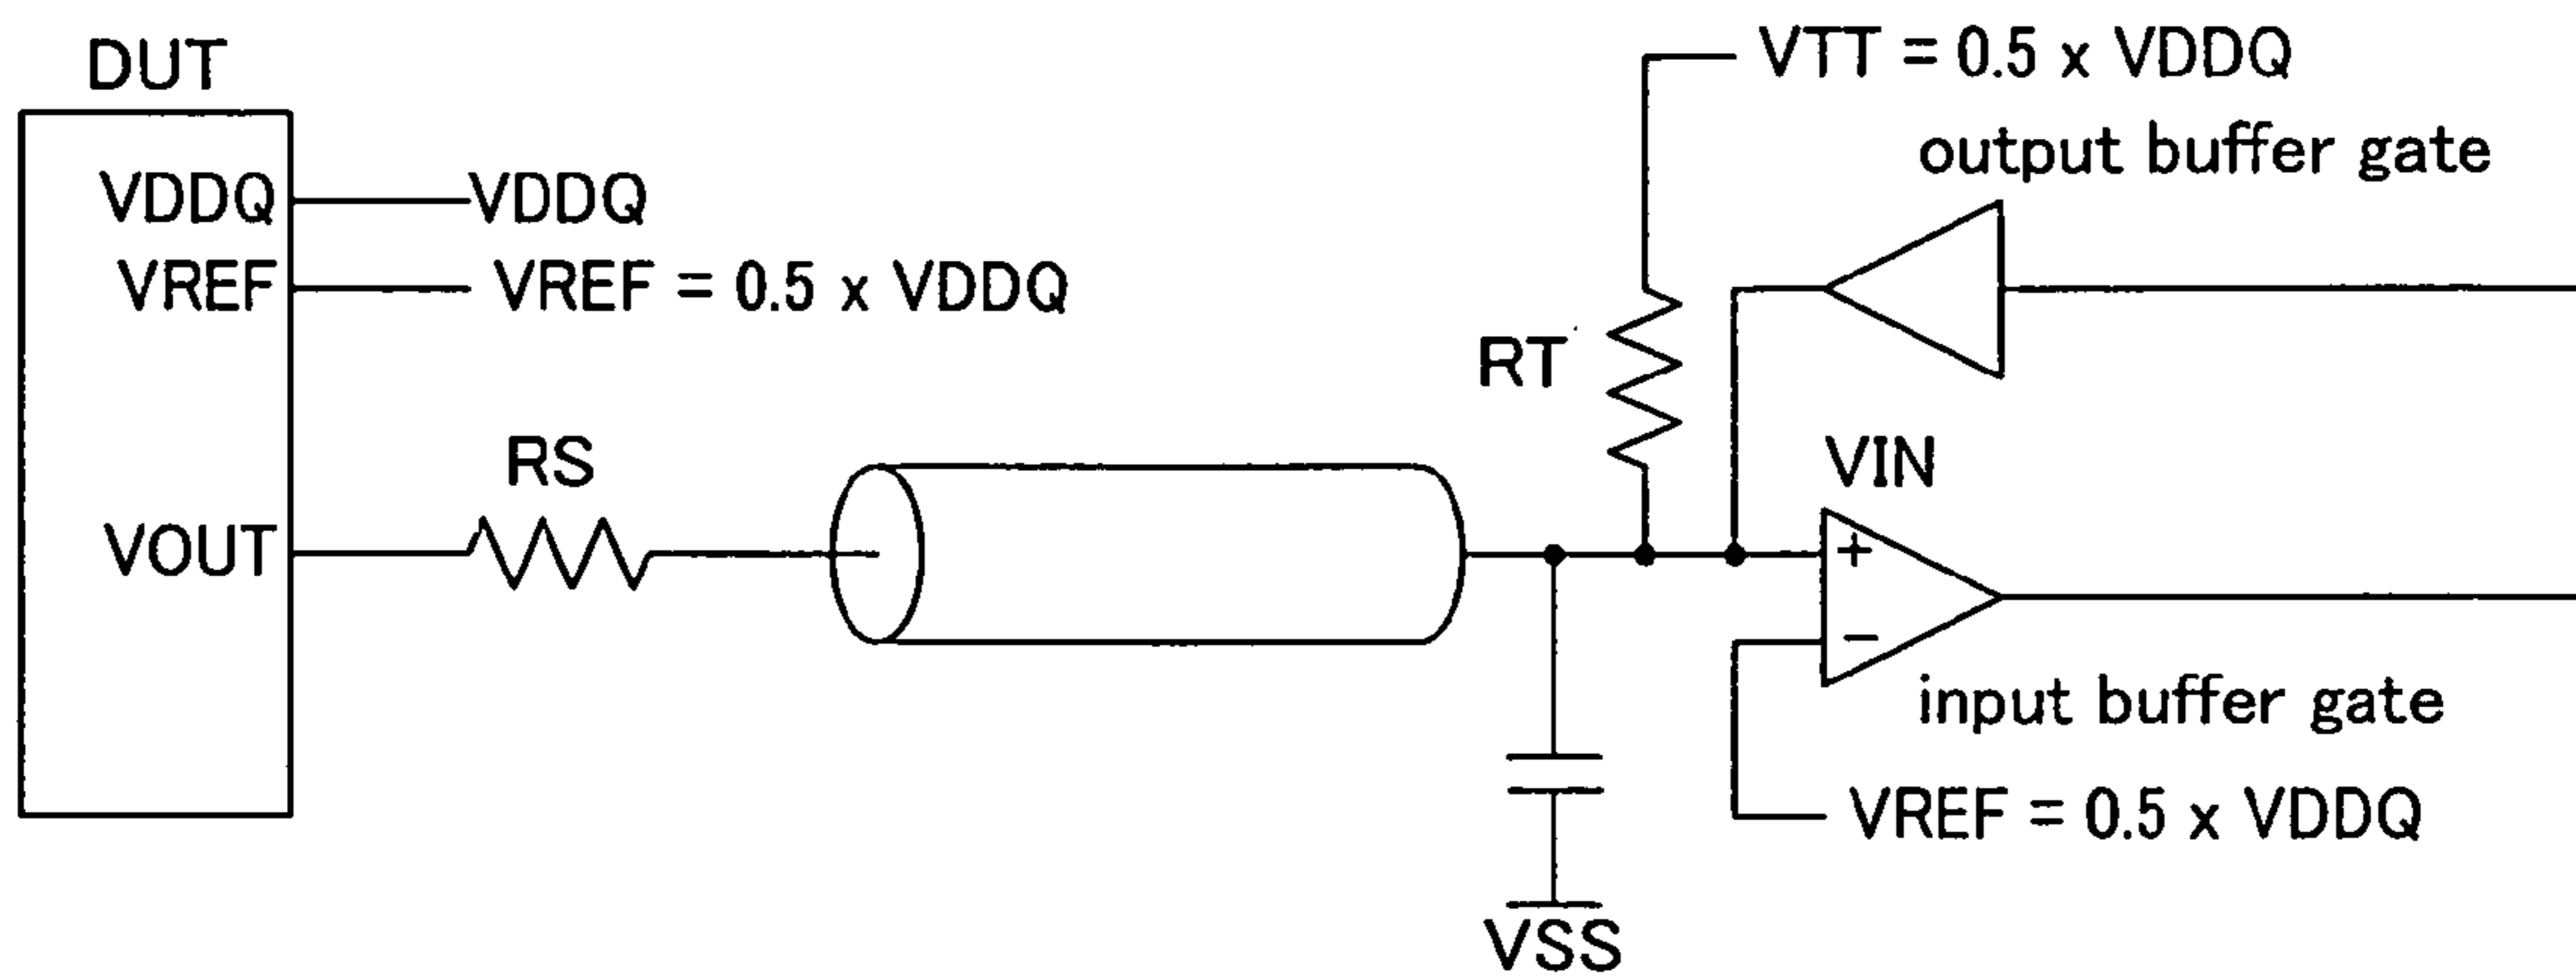 DUT
VTT = 0.5 x VDDQ
output buffer gate
VDDQ
VDDQ
VREF
VREF = 0.5 x VDDQ
RT
RS
VIN
VOUT
+
−
input buffer gate
VREF = 0.5 x VDDQ
VSS